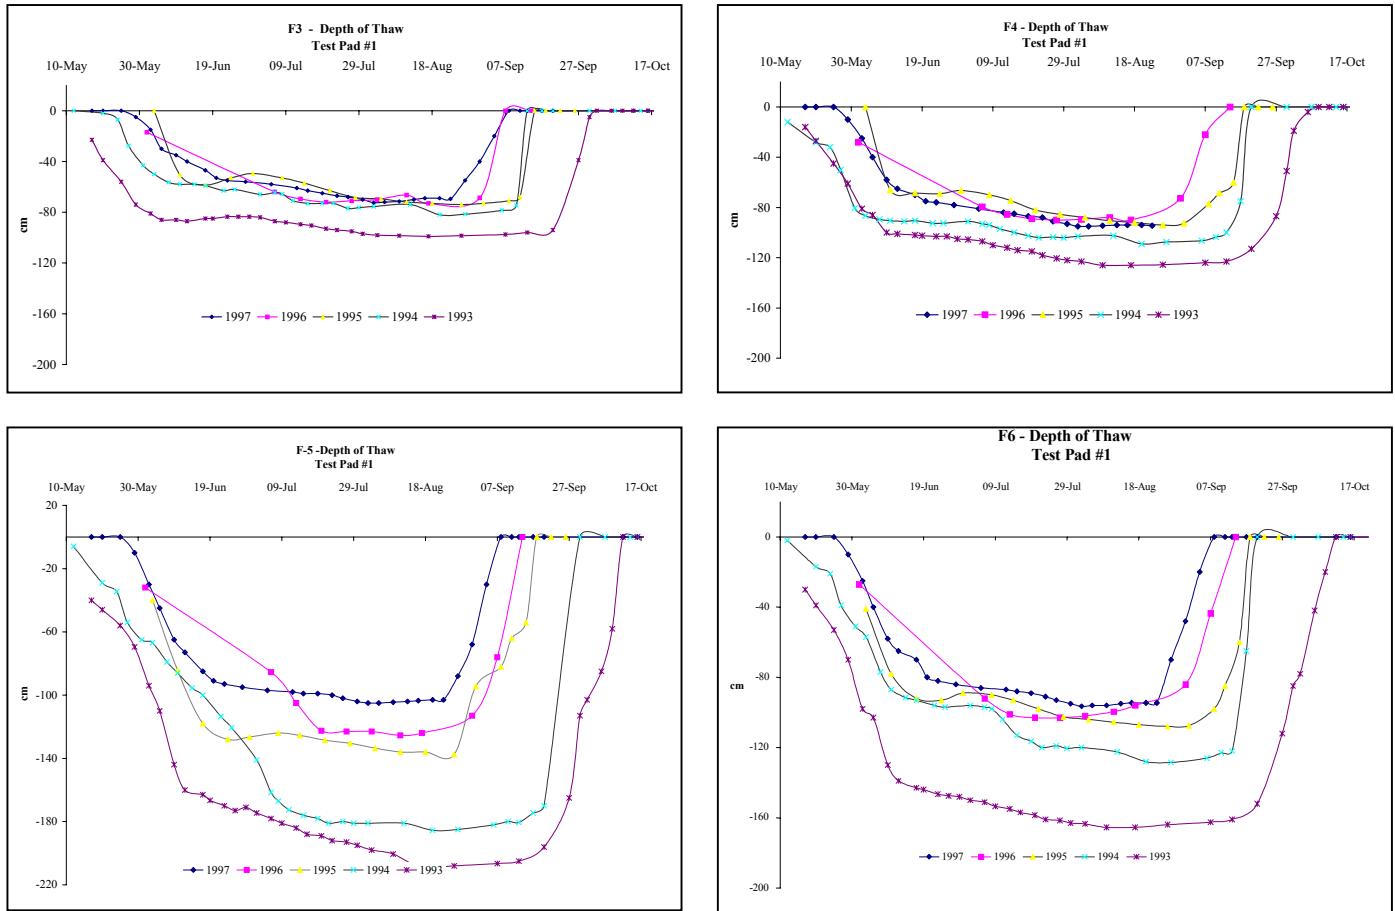 F3 - Depth of Thaw
Test Pad #1
10-May 30-May 19-Jun 09-Jul 29-Jul 18-Aug 07-Sep 27-Sep 17-Oct
0
-40
-80
-120
-160
-200
cm
1997 1996 1995 1994 1993
F4 - Depth of Thaw
Test Pad #1
10-May 30-May 19-Jun 09-Jul 29-Jul 18-Aug 07-Sep 27-Sep 17-Oct
0
-40
-80
-120
-160
-200
cm
1997 1996 1995 1994 1993
F-5 -Depth of Thaw
Test Pad #1
10-May 30-May 19-Jun 09-Jul 29-Jul 18-Aug 07-Sep 27-Sep 17-Oct
20
-20
-60
-100
-140
-180
-220
cm
1997 1996 1995 1994 1993
F6 - Depth of Thaw
Test Pad #1
10-May 30-May 19-Jun 09-Jul 29-Jul 18-Aug 07-Sep 27-Sep 17-Oct
0
-40
-80
-120
-160
-200
cm
1997 1996 1995 1994 1993